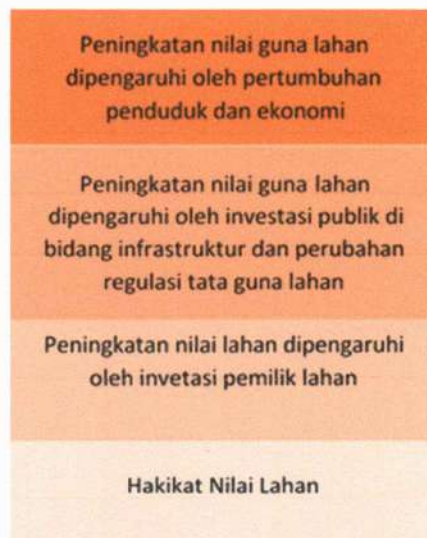 Peningkatan nilai guna lahan
dipengaruhi oleh pertumbuhan
penduduk dan ekonomi
Peningkatan nilai guna lahan
dipengaruhi oleh investasi publik di
bidang infrastruktur dan perubahan
regulasi tata guna lahan
Peningkatan nilai lahan dipengaruhi
oleh invetasi pemilik lahan
Hakikat Nilai Lahan